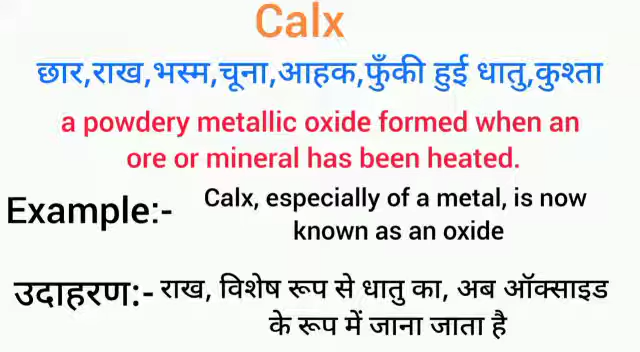 Calx
छार,राख,भस्म,चूना,आहक,फुँकी हुई धातु,कुश्ता
a powdery metallic oxide formed when an
ore or mineral has been heated.
Example:- Calx, especially of a metal, is now
known as an oxide
उदाहरण:- राख, विशेष रूप से धातु का, अब ऑक्साइड
के रूप में जाना जाता है